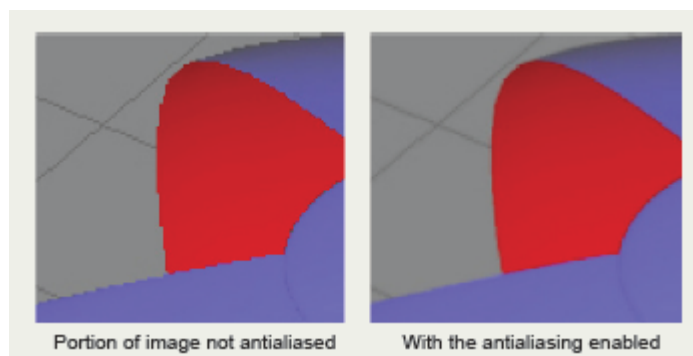 Portion of image not antialiased
With the antialiasing enabled